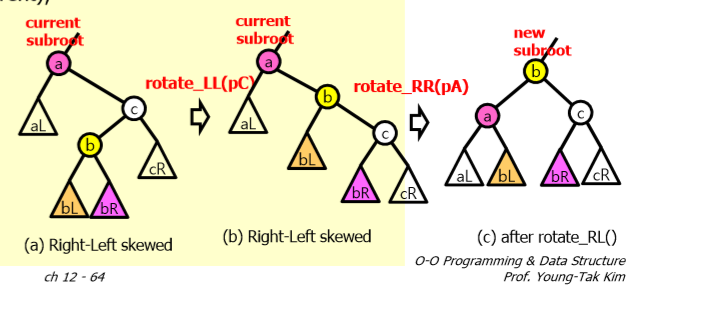 current
subroot
a
aL
c
b
cR
bL
bR
(a) Right-Left skewed
rotate_LL(pC)
current
subroot
a
aL
b
bL
c
bR
cR
(b) Right-Left skewed
rotate_RR(pA)
new
subroot
b
a
c
aL
bL
bR
cR
(c) after rotate_RL()
ch 12 - 64
O-O Programming & Data Structure
Prof. Young-Tak Kim